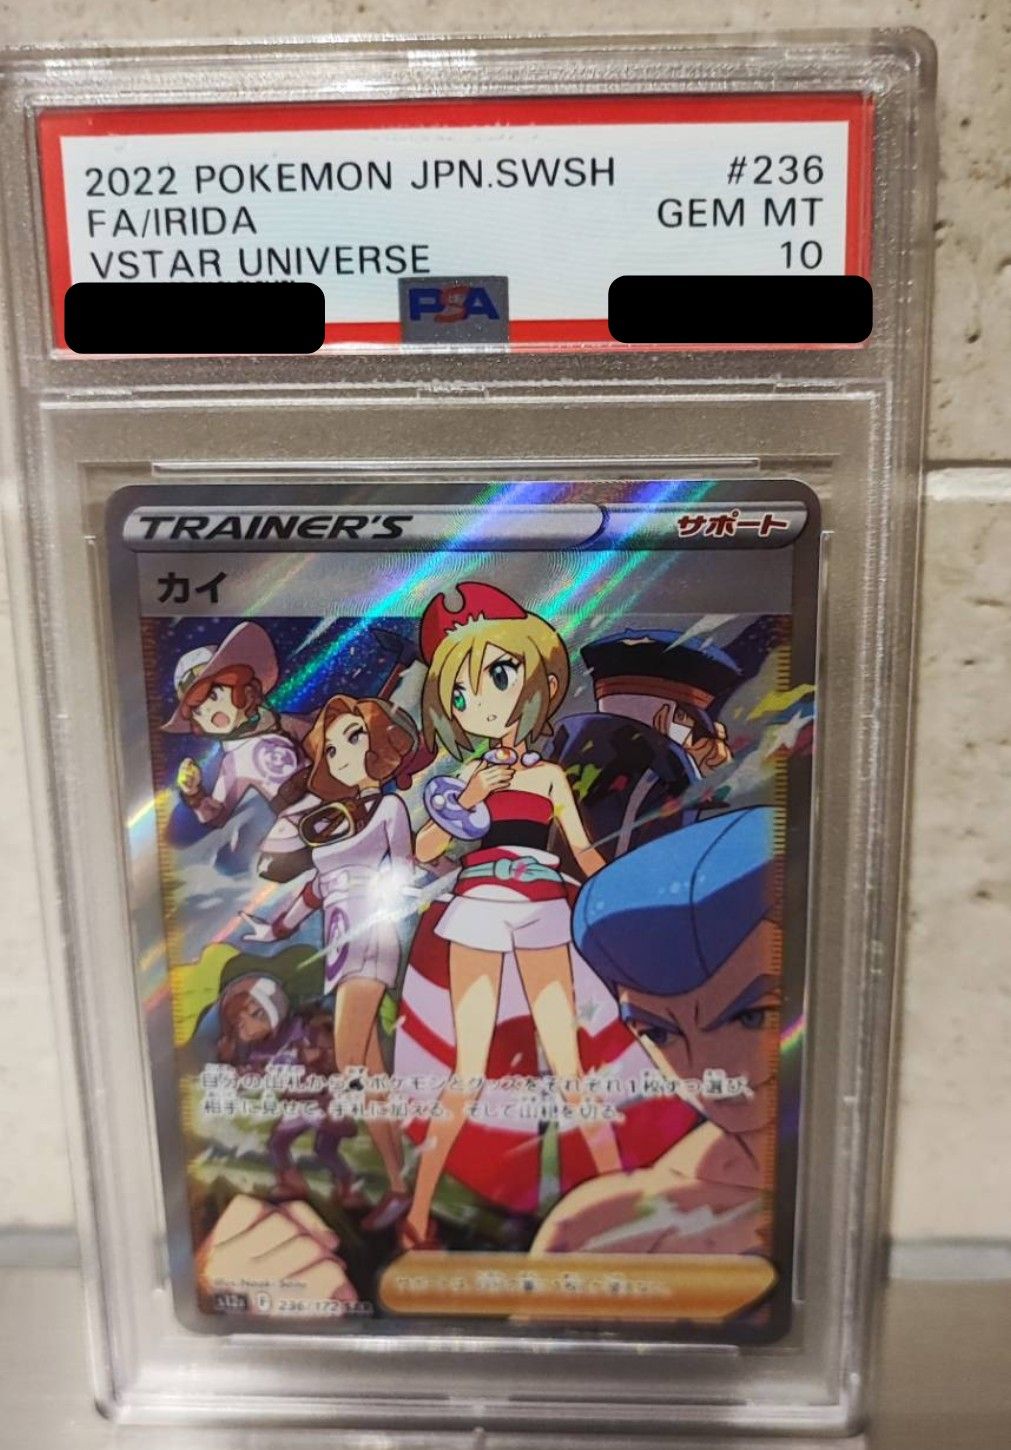 2022 POKEMON JPN.SWSH #236
FA/IRIDA GEM MT
VSTAR UNIVERSE 10
PSA
TRAINER'S サポート
カイ
自分の山札から ポケモンとグッズをそれぞれ1枚ずつ選び、
相手に見せて、手札に加える。そして山札を切る。
236/172